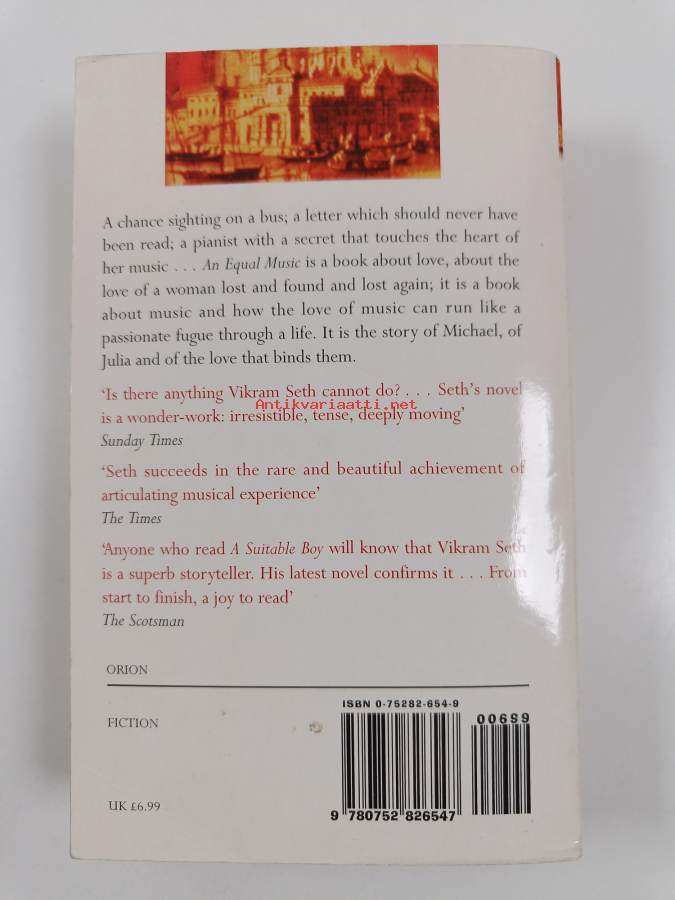 A chance sighting on a bus; a letter which should never have
been read; a pianist with a secret that touches the heart of
her music . . . An Equal Music is a book about love, about the
love of a woman lost and found and lost again; it is a book
about music and how the love of music can run like a
passionate fugue through a life. It is the story of Michael, of
Julia and of the love that binds them.
‘Is there anything Vikram Seth cannot do? . . . Seth’s novel
Antikvariaatti.net
is a wonder-work: irresistible, tense, deeply moving’
Sunday Times
‘Seth succeeds in the rare and beautiful achievement of
articulating musical experience’
The Times
‘Anyone who read A Suitable Boy will know that Vikram Seth
is a superb storyteller. His latest novel confirms it . . . From
start to finish, a joy to read’
The Scotsman
ORION
FICTION
UK £6.99
ISBN 0-75282-654-9
00699
9 780752 826547